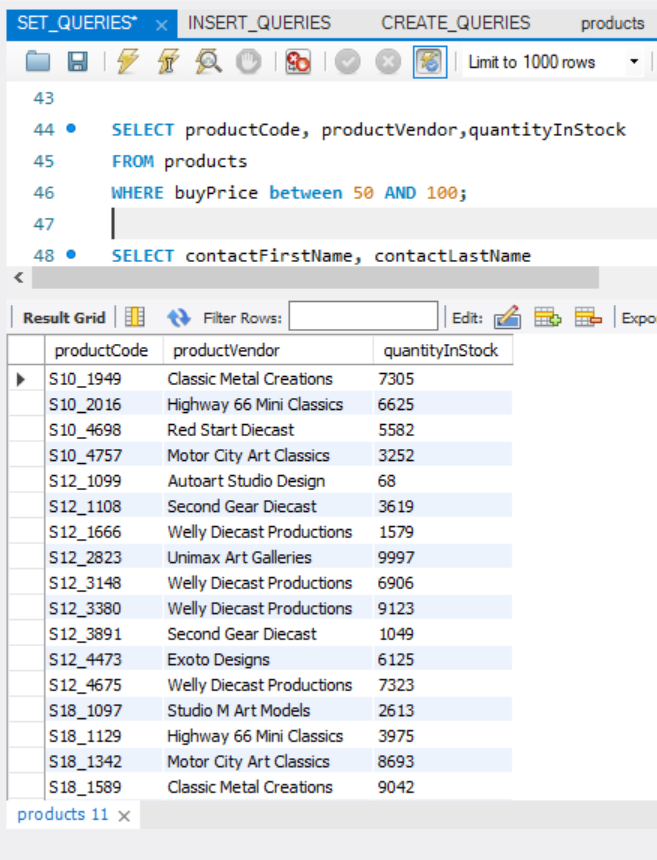 SET_QUERIES* × INSERT_QUERIES CREATE_QUERIES products
Limit to 1000 rows
43
44 SELECT productCode, productVendor,quantityInStock
45 FROM products
46 WHERE buyPrice between 50 AND 100;
47
48 SELECT contactFirstName, contactLastName
Result Grid Filter Rows: Edit: Expo
productCode productVendor quantityInStock
S10_1949 Classic Metal Creations 7305
S10_2016 Highway 66 Mini Classics 6625
S10_4698 Red Start Diecast 5582
S10_4757 Motor City Art Classics 3252
S12_1099 Autoart Studio Design 68
S12_1108 Second Gear Diecast 3619
S12_1666 Welly Diecast Productions 1579
S12_2823 Unimax Art Galleries 9997
S12_3148 Welly Diecast Productions 6906
S12_3380 Welly Diecast Productions 9123
S12_3891 Second Gear Diecast 1049
S12_4473 Exoto Designs 6125
S12_4675 Welly Diecast Productions 7323
S18_1097 Studio M Art Models 2613
S18_1129 Highway 66 Mini Classics 3975
S18_1342 Motor City Art Classics 8693
S18_1589 Classic Metal Creations 9042
products 11 ×